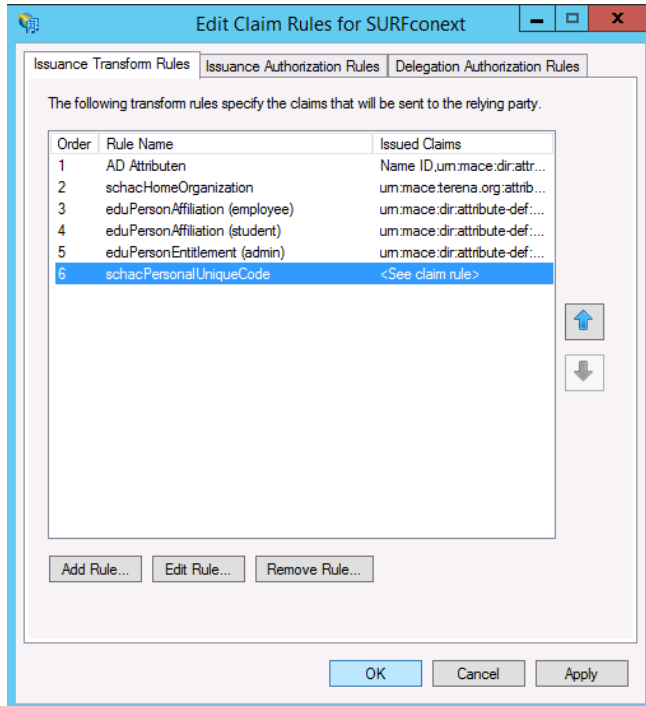 Edit Claim Rules for SURFconext
Issuance Transform Rules Issuance Authorization Rules Delegation Authorization Rules
The following transform rules specify the claims that will be sent to the relying party.
Order Rule Name Issued Claims
1 AD Attributen Name ID,urn:mace:dir:attr...
2 schacHomeOrganization urn:mace:terena.org:attrib...
3 eduPersonAffiliation (employee) urn:mace:dir:attribute-def:...
4 eduPersonAffiliation (student) urn:mace:dir:attribute-def:...
5 eduPersonEntitlement (admin) urn:mace:dir:attribute-def:...
6 schacPersonalUniqueCode <See claim rule>
Add Rule... Edit Rule... Remove Rule...
OK Cancel Apply